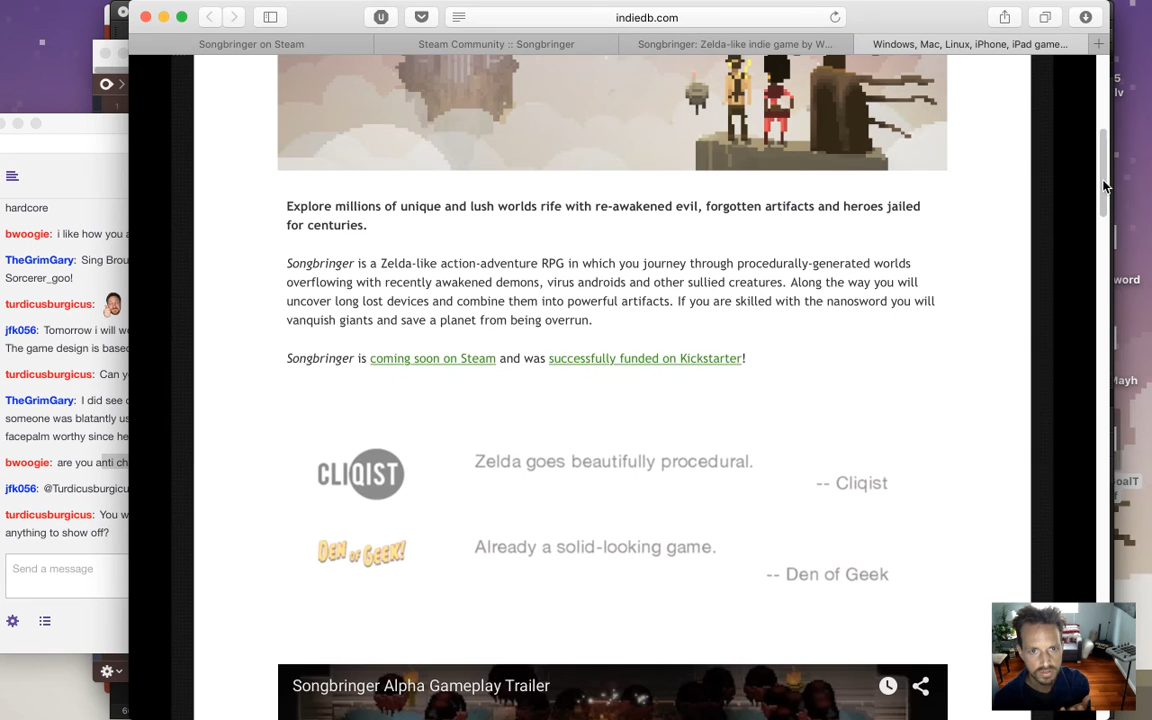 indiedb.com
Songbringer on Steam
Steam Community :: Songbringer
Songbringer: Zelda-like indie game by W...
Windows, Mac, Linux, iPhone, iPad game...
hardcore
bwoogie: i like how you a
TheGrimGary: Sing Brou
Sorcerer_goo!
turdicusburgicus:
jfk056: Tomorrow i will w
The game design is base
turdicusburgicus: Can y
TheGrimGary: I did see
someone was blatantly us
facepalm worthy since he
bwoogie: are you anti ch
jfk056: @Turdicusburgicu
turdicusburgicus: You w
anything to show off?
Send a message
Explore millions of unique and lush worlds rife with re-awakened evil, forgotten artifacts and heroes jailed
for centuries.
Songbringer is a Zelda-like action-adventure RPG in which you journey through procedurally-generated worlds
overflowing with recently awakened demons, virus androids and other sullied creatures. Along the way you will
uncover long lost devices and combine them into powerful artifacts. If you are skilled with the nanosword you will
vanquish giants and save a planet from being overrun.
Songbringer is coming soon on Steam and was successfully funded on Kickstarter!
CLIQIST
Zelda goes beautifully procedural.
-- Cliqist
DEN OF GEEK!
Already a solid-looking game.
-- Den of Geek
Songbringer Alpha Gameplay Trailer
lv
word
Mayh